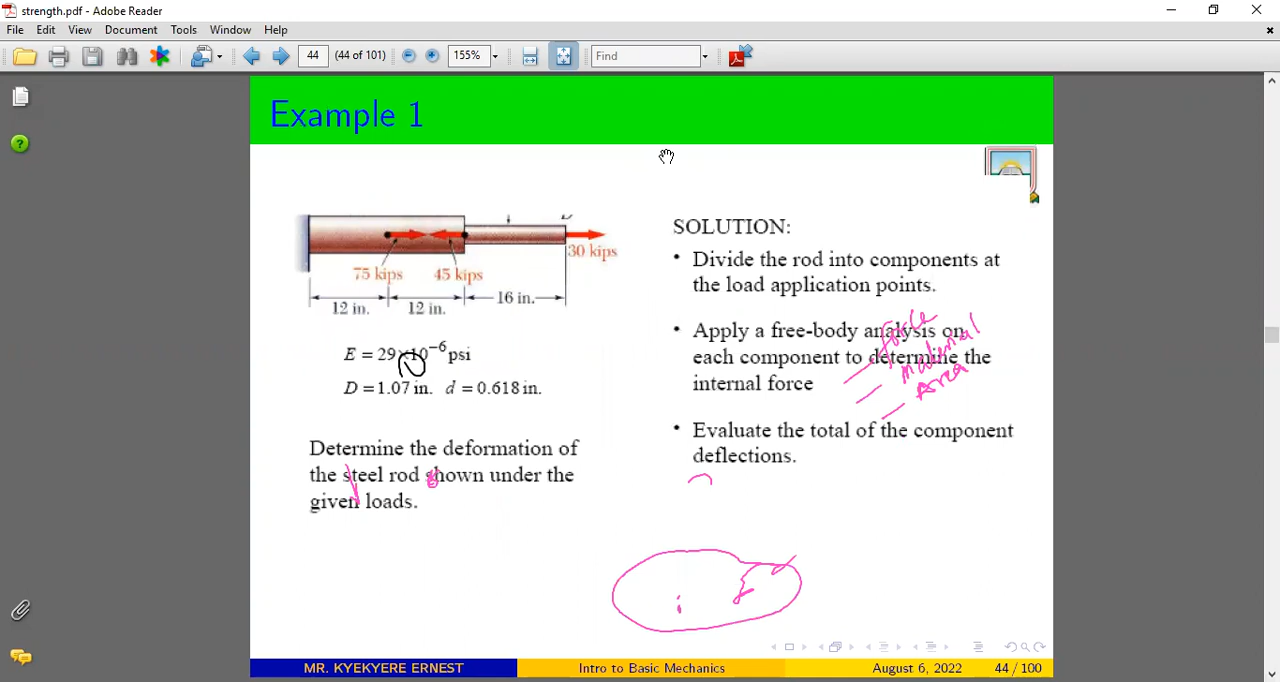 strength.pdf - Adobe Reader
File Edit View Document Tools Window Help
44 (44 of 101) 155% Find
Example 1
30 kips
75 kips 45 kips
12 in. 12 in. 16 in.
E = 29×10⁻⁶ psi
D = 1.07 in. d = 0.618 in.
Determine the deformation of
the steel rod shown under the
given loads.
SOLUTION:
• Divide the rod into components at
the load application points.
• Apply a free-body analysis on
each component to determine the
internal force
• Evaluate the total of the component
deflections.
force
material
Area
MR. KYEKYERE ERNEST Intro to Basic Mechanics August 6, 2022 44 / 100